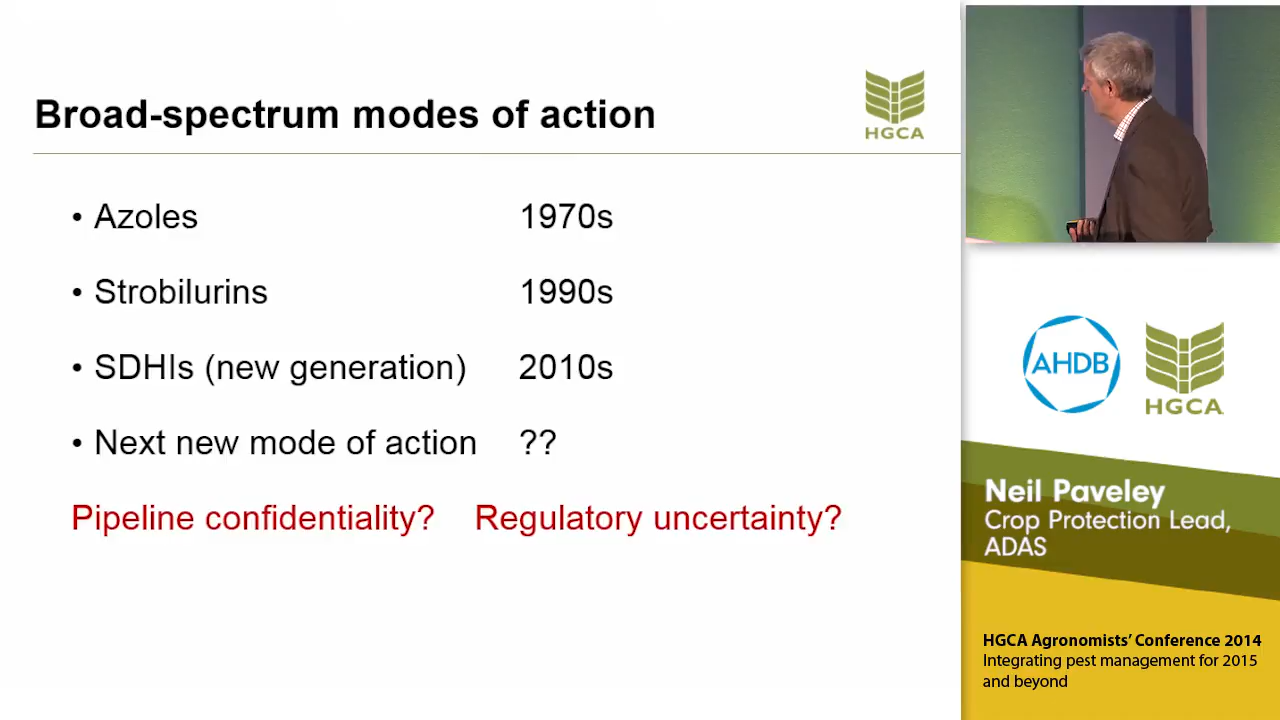 Broad-spectrum modes of action
HGCA
• Azoles 1970s
• Strobilurins 1990s
• SDHIs (new generation) 2010s
• Next new mode of action ??
Pipeline confidentiality? Regulatory uncertainty?
AHDB
HGCA
Neil Paveley
Crop Protection Lead,
ADAS
HGCA Agronomists’ Conference 2014
Integrating pest management for 2015
and beyond